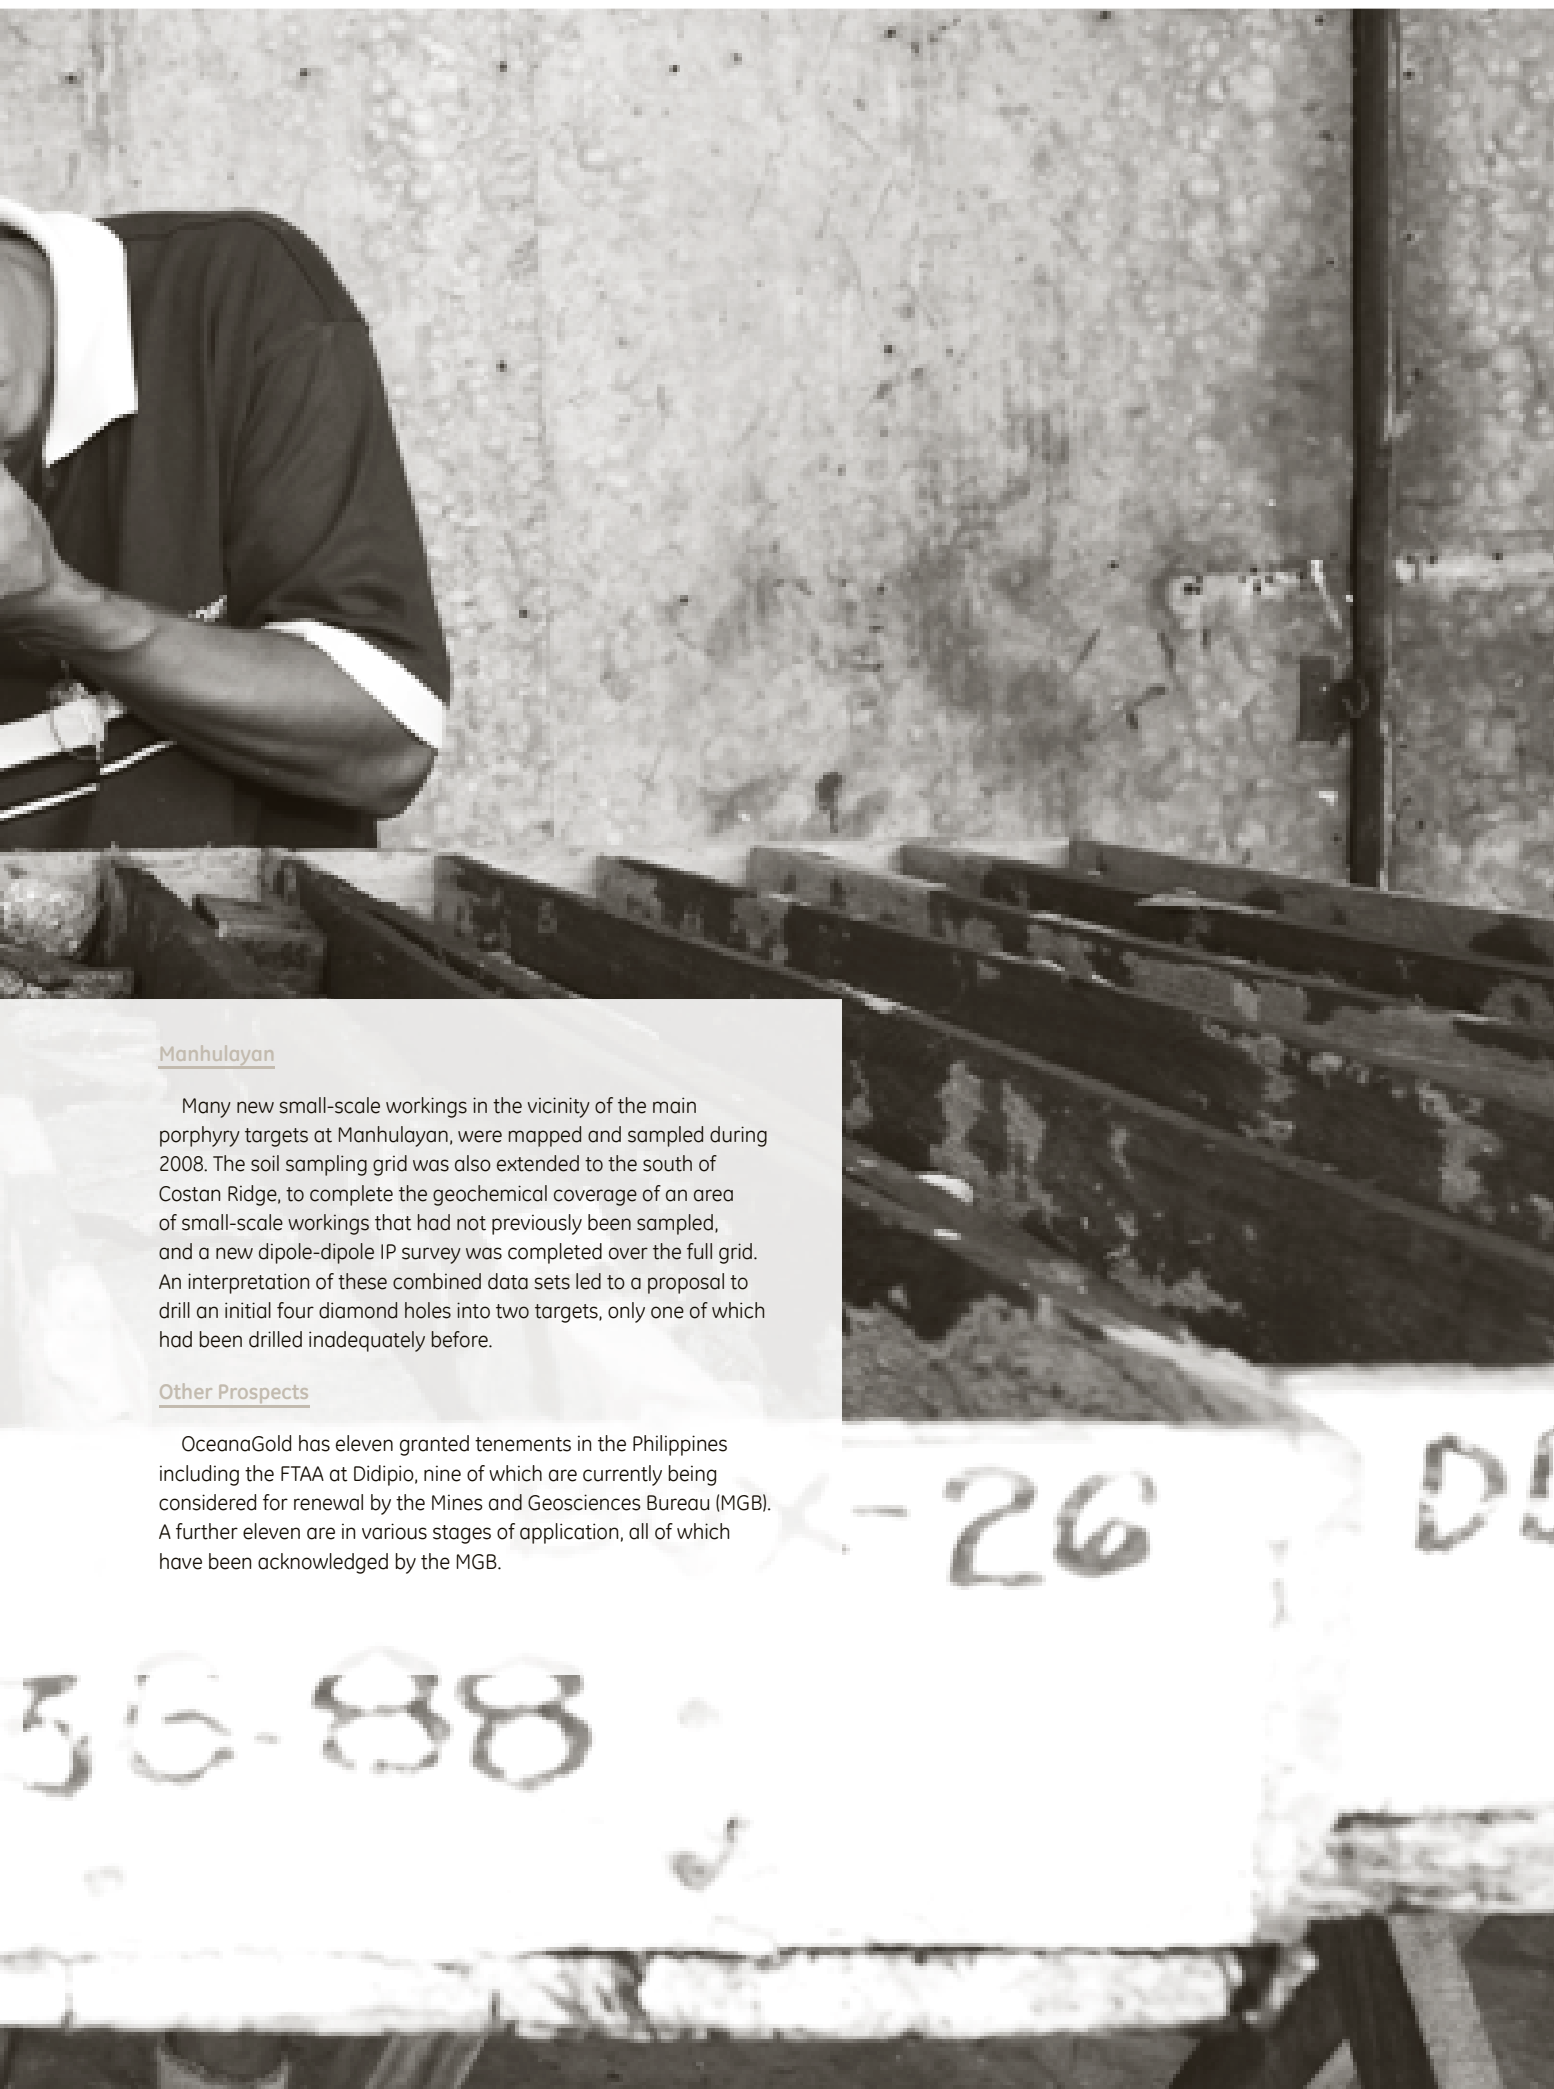 Manhulayan
Many new small-scale workings in the vicinity of the main
porphyry targets at Manhulayan, were mapped and sampled during
2008. The soil sampling grid was also extended to the south of
Costan Ridge, to complete the geochemical coverage of an area
of small-scale workings that had not previously been sampled,
and a new dipole-dipole IP survey was completed over the full grid.
An interpretation of these combined data sets led to a proposal to
drill an initial four diamond holes into two targets, only one of which
had been drilled inadequately before.
Other Prospects
OceanaGold has eleven granted tenements in the Philippines
including the FTAA at Didipio, nine of which are currently being
considered for renewal by the Mines and Geosciences Bureau (MGB).
A further eleven are in various stages of application, all of which
have been acknowledged by the MGB.
-26
88